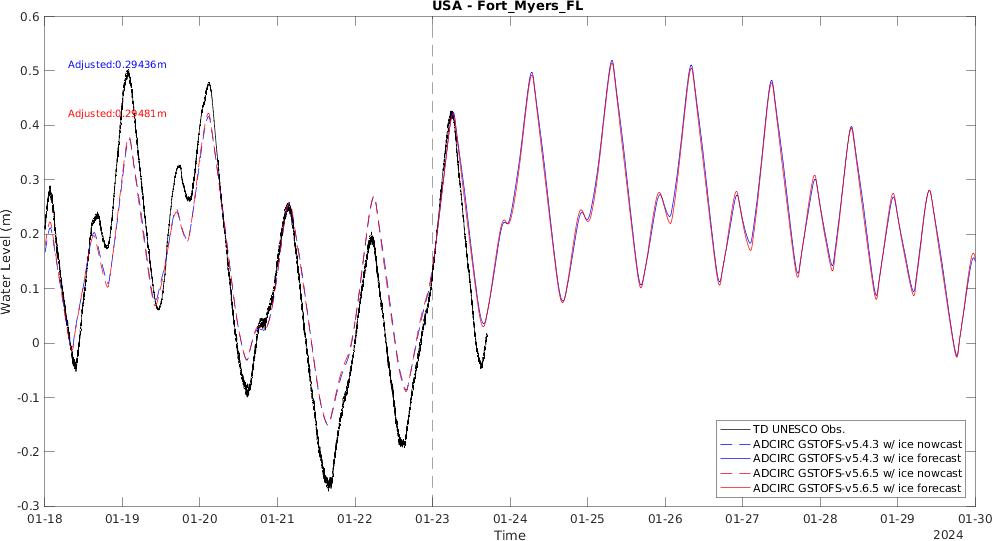 USA - Fort_Myers_FL
0.6
0.5
0.4
0.3
0.2
0.1
0
-0.1
-0.2
-0.3
Water Level (m)
Adjusted:0.29436m
Adjusted:0.29481m
TD UNESCO Obs.
ADCIRC GSTOFS-v5.4.3 w/ ice nowcast
ADCIRC GSTOFS-v5.4.3 w/ ice forecast
ADCIRC GSTOFS-v5.6.5 w/ ice nowcast
ADCIRC GSTOFS-v5.6.5 w/ ice forecast
01-18 01-19 01-20 01-21 01-22 01-23 01-24 01-25 01-26 01-27 01-28 01-29 01-30
Time
2024